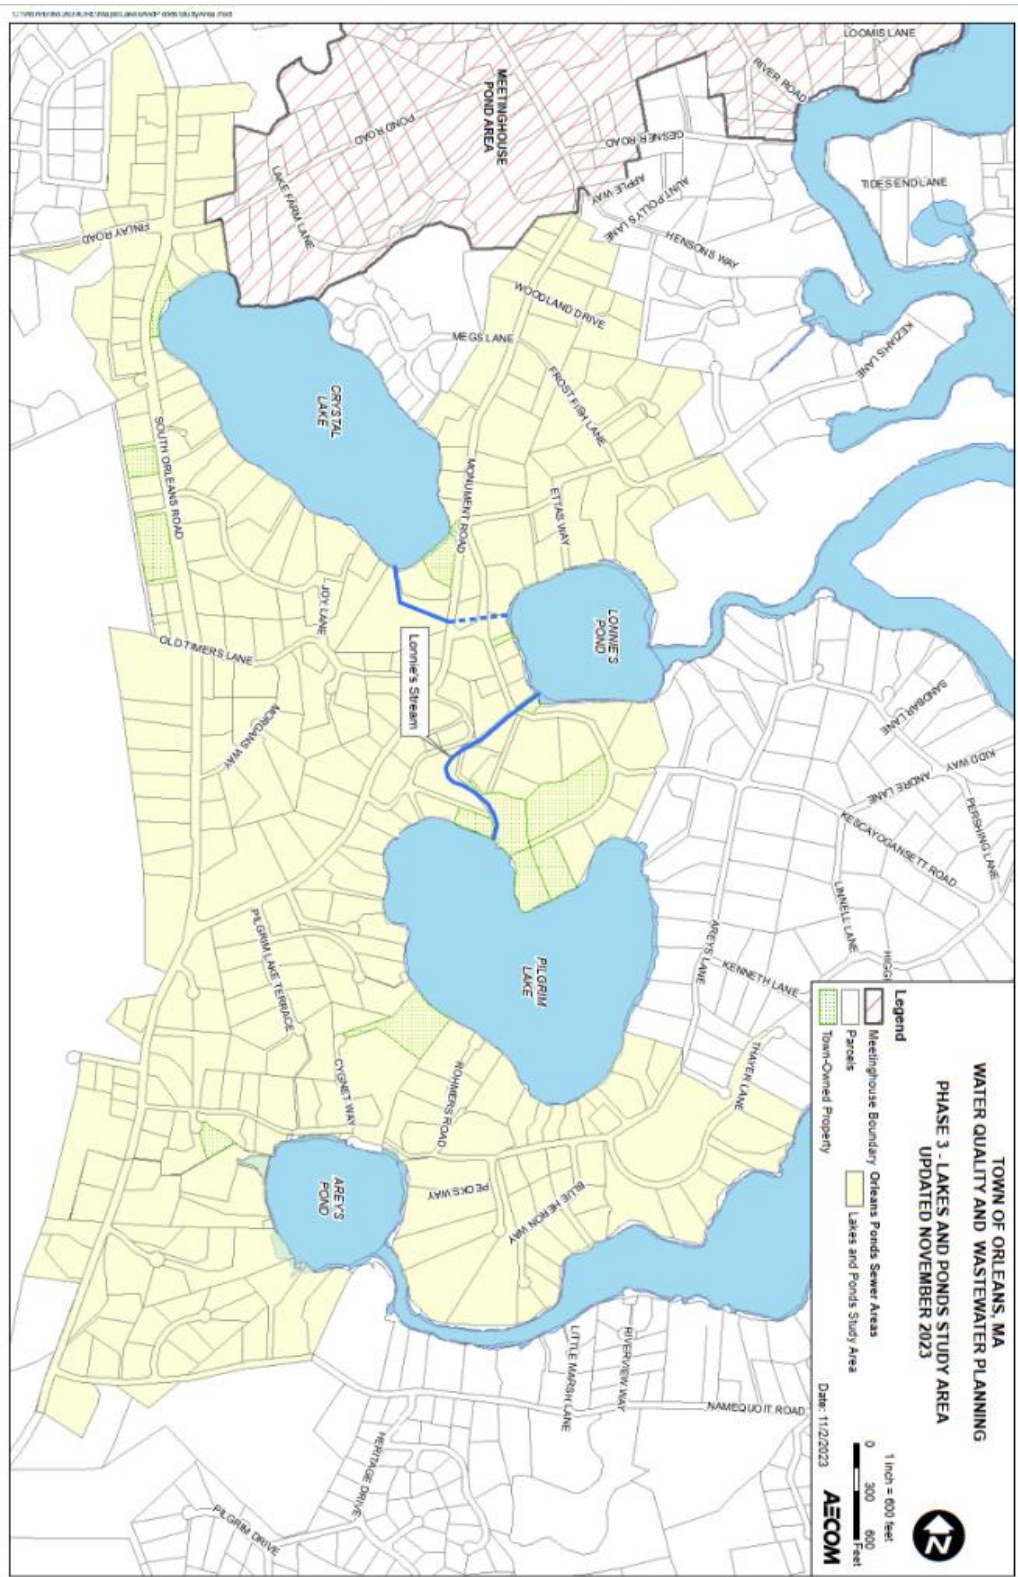 TOWN OF ORLEANS, MA
WATER QUALITY AND WASTEWATER PLANNING
PHASE 3 - LAKES AND PONDS STUDY AREA
UPDATED NOVEMBER 2023
Legend
Meetinghouse Boundary
Parcels
Town-Owned Property
Orleans Ponds Sewer Areas
Lakes and Ponds Study Area
1 inch = 600 feet
0 300 600
Feet
Date: 11/2/2023
AECOM
N
LOOMIS LANE
RIVER ROAD
MEETINGHOUSE
POND AREA
POND ROAD
GESNER ROAD
APPLE WAY
AUNT POLLYS LANE
HENSONS WAY
TIDES END LANE
LAKE FARM LANE
FINLAY ROAD
WOODLAND DRIVE
MEGS LANE
FROST FISH LANE
KEZIAHS LANE
CRYSTAL
LAKE
SOUTH ORLEANS ROAD
MONUMENT ROAD
ETTAS WAY
JOY LANE
LONNIE'S
POND
OLD TIMERS LANE
Lonnie's Stream
MORGANS WAY
SANDBAR LANE
KIDD WAY
ANDRE LANE
PERSHING LANE
KESCAYOGANSETT ROAD
LINNELL LANE
HIGGI
AREYS LANE
KENNETH LANE
PILGRIM
LAKE
PILGRIM LAKE TERRACE
CYGNET WAY
ROHMERS ROAD
THAYER LANE
AREY'S
POND
PECKS WAY
BLUE HERON WAY
LITTLE MARSH LANE
RIVERVIEW WAY
NAMEQUOIT ROAD
HERITAGE DRIVE
PILGRIM DRIVE